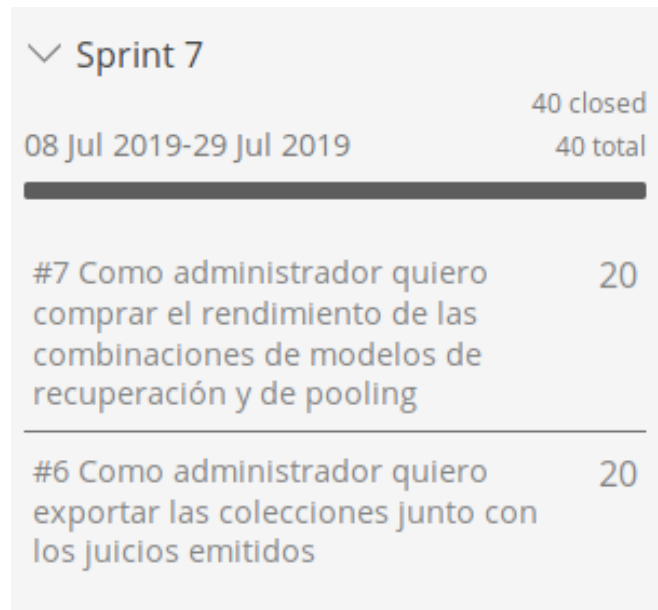 Sprint 7
40 closed
08 Jul 2019-29 Jul 2019
40 total
#7 Como administrador quiero
20
comprar el rendimiento de las
combinaciones de modelos de
recuperación y de pooling
#6 Como administrador quiero
20
exportar las colecciones junto con
los juicios emitidos